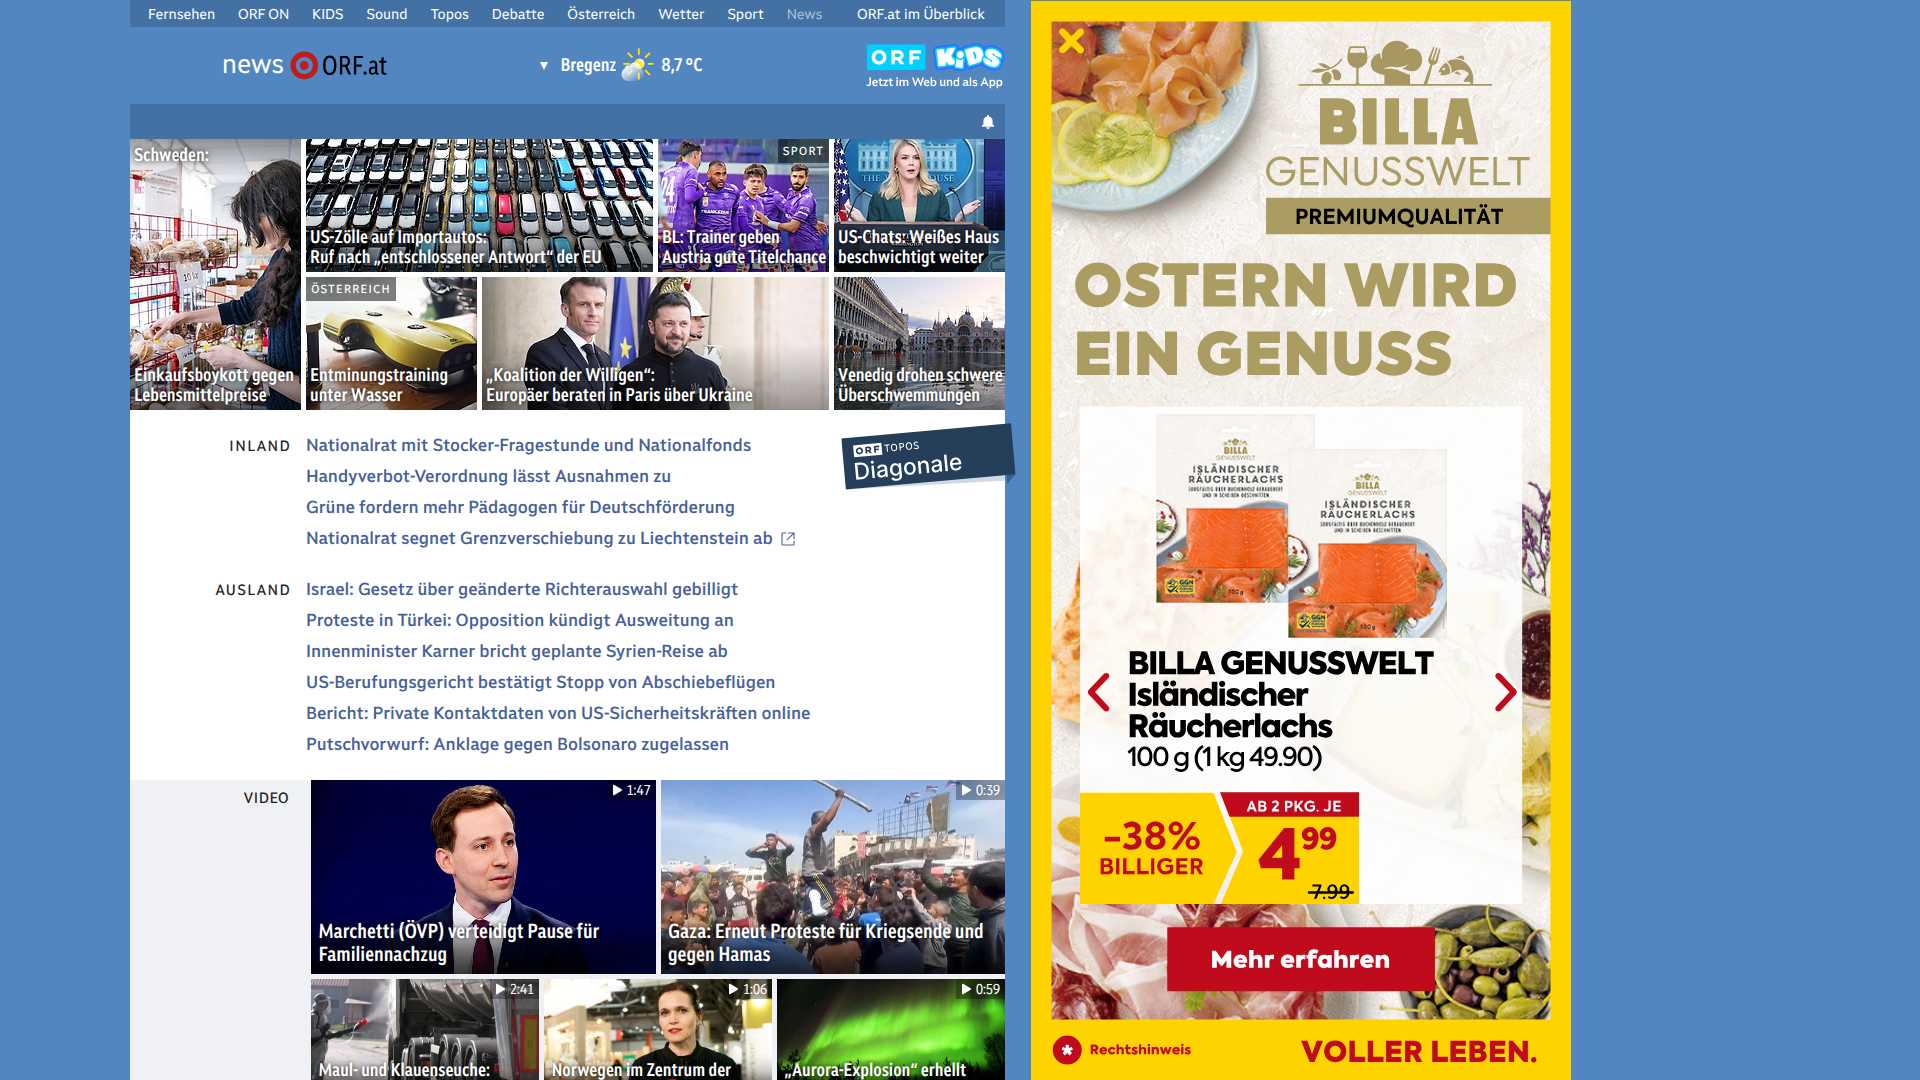 Fernsehen ORF ON KIDS Sound Topos Debatte Österreich Wetter Sport News ORF.at im Überblick
news ORF.at
Bregenz 8,7 °C
ORF KiDS
Jetzt im Web und als App
Schweden:
Einkaufsboykott gegen
Lebensmittelpreise
US-Zölle auf Importautos:
Ruf nach „entschlossener Antwort“ der EU
SPORT
BL: Trainer geben
Austria gute Titelchance
US-Chats: Weißes Haus
beschwichtigt weiter
ÖSTERREICH
Entminungstraining
unter Wasser
„Koalition der Willigen“:
Europäer beraten in Paris über Ukraine
Venedig drohen schwere
Überschwemmungen
INLAND
Nationalrat mit Stocker-Fragestunde und Nationalfonds
Handyverbot-Verordnung lässt Ausnahmen zu
Grüne fordern mehr Pädagogen für Deutschförderung
Nationalrat segnet Grenzverschiebung zu Liechtenstein ab
ORF TOPOS
Diagonale
AUSLAND
Israel: Gesetz über geänderte Richterauswahl gebilligt
Proteste in Türkei: Opposition kündigt Ausweitung an
Innenminister Karner bricht geplante Syrien-Reise ab
US-Berufungsgericht bestätigt Stopp von Abschiebeflügen
Bericht: Private Kontaktdaten von US-Sicherheitskräften online
Putschvorwurf: Anklage gegen Bolsonaro zugelassen
VIDEO
1:47
Marchetti (ÖVP) verteidigt Pause für
Familiennachzug
0:39
Gaza: Erneut Proteste für Kriegsende und
gegen Hamas
2:41
Maul- und Klauenseuche:
1:06
Norwegen im Zentrum der
0:59
„Aurora-Explosion“ erhellt
BILLA
GENUSSWELT
PREMIUMQUALITÄT
OSTERN WIRD
EIN GENUSS
BILLA
GENUSSWELT
ISLÄNDISCHER
RÄUCHERLACHS
BILLA
GENUSSWELT
ISLÄNDISCHER
RÄUCHERLACHS
BILLA GENUSSWELT
Isländischer
Räucherlachs
100 g (1 kg 49.90)
-38%
BILLIGER
AB 2 PKG. JE
4 99
7.99
Mehr erfahren
* Rechtshinweis
VOLLER LEBEN.